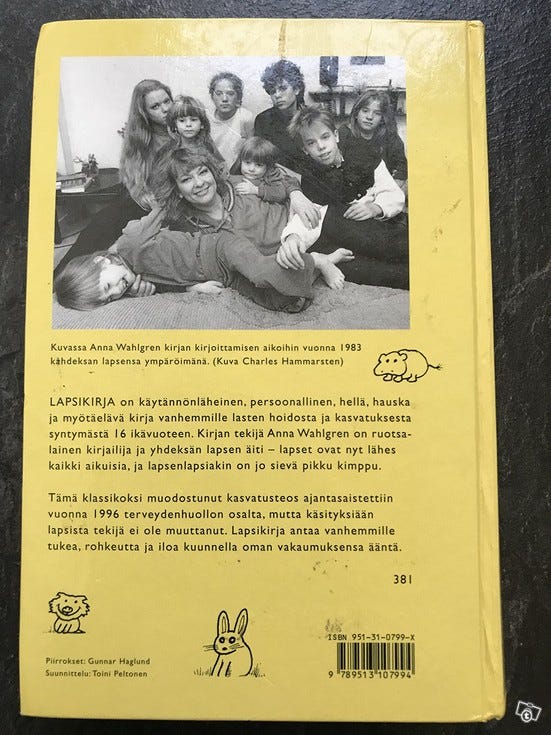 Kuvassa Anna Wahlgren kirjan kirjoittamisen aikoihin vuonna 1983
kahdeksan lapsensa ympäröimänä. (Kuva Charles Hammarsten)
LAPSIKIRJA on käytännönläheinen, persoonallinen, hellä, hauska
ja myötäelävä kirja vanhemmille lasten hoidosta ja kasvatuksesta
syntymästä 16 ikävuoteen. Kirjan tekijä Anna Wahlgren on ruotsa-
lainen kirjailija ja yhdeksän lapsen äiti – lapset ovat nyt lähes
kaikki aikuisia, ja lapsenlapsiakin on jo sievä pikku kimppu.
Tämä klassikoksi muodostunut kasvatusteos ajantasaistettiin
vuonna 1996 terveydenhuollon osalta, mutta käsityksiään
lapsista tekijä ei ole muuttanut. Lapsikirja antaa vanhemmille
tukea, rohkeutta ja iloa kuunnella oman vakaumuksensa ääntä.
381
ISBN 951-31-0799-X
9 789513 107994
Piirrokset: Gunnar Haglund
Suunnittelu: Toini Peltonen
t